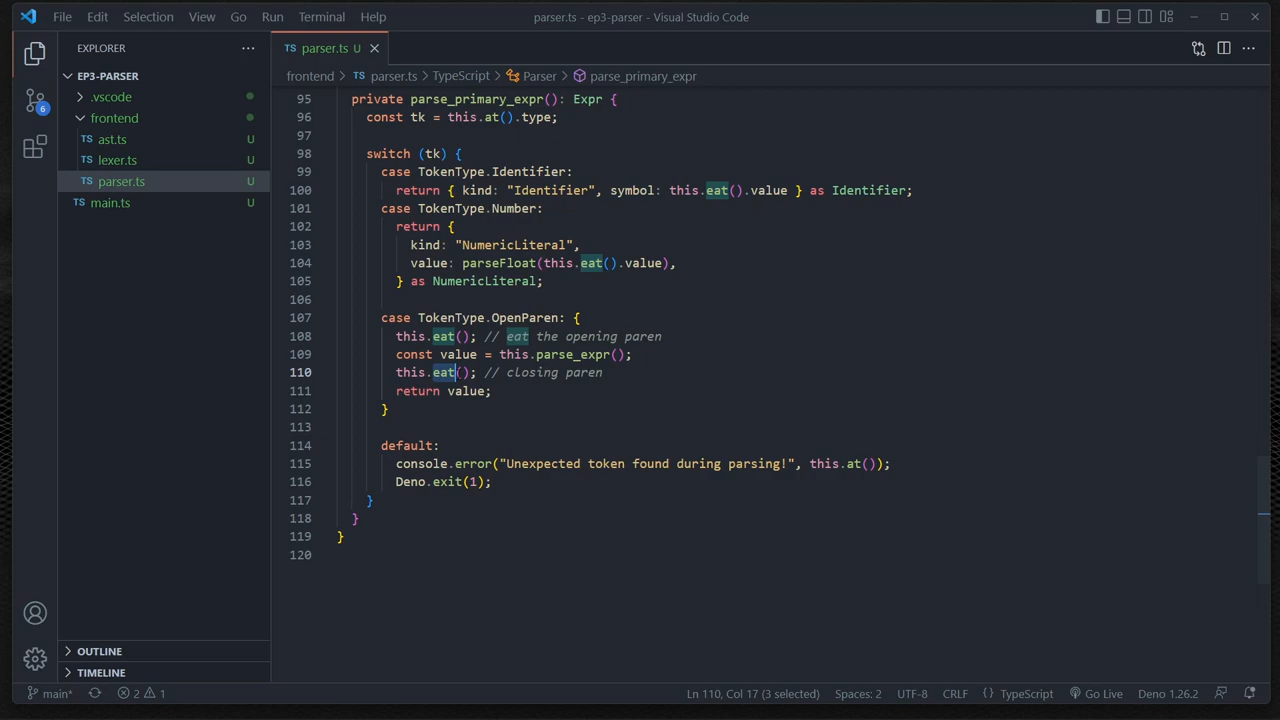 File Edit Selection View Go Run Terminal Help parser.ts - ep3-parser - Visual Studio Code
EXPLORER
EP3-PARSER
.vscode
frontend
TS ast.ts U
TS lexer.ts U
TS parser.ts U
TS main.ts U
OUTLINE
TIMELINE
6
TS parser.ts U
frontend > TS parser.ts > TypeScript > Parser > parse_primary_expr
95 private parse_primary_expr(): Expr {
96 const tk = this.at().type;
97
98 switch (tk) {
99 case TokenType.Identifier:
100 return { kind: "Identifier", symbol: this.eat().value } as Identifier;
101 case TokenType.Number:
102 return {
103 kind: "NumericLiteral",
104 value: parseFloat(this.eat().value),
105 } as NumericLiteral;
106
107 case TokenType.OpenParen: {
108 this.eat(); // eat the opening paren
109 const value = this.parse_expr();
110 this.eat(); // closing paren
111 return value;
112 }
113
114 default:
115 console.error("Unexpected token found during parsing!", this.at());
116 Deno.exit(1);
117 }
118 }
119 }
120
main* 2 1 Ln 110, Col 17 (3 selected) Spaces: 2 UTF-8 CRLF {} TypeScript Go Live Deno 1.26.2